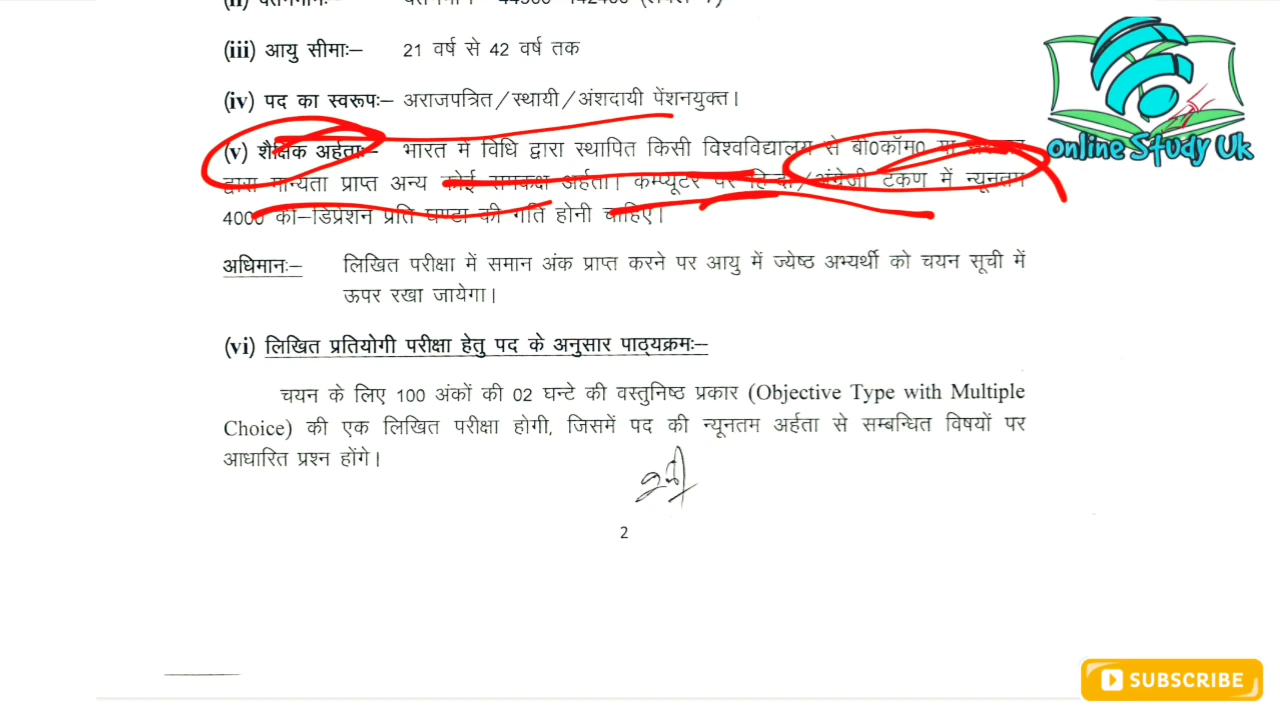 (iii) आयु सीमाः– 21 वर्ष से 42 वर्ष तक
(iv) पद का स्वरूपः– अराजपत्रित/स्थायी/अंशदायी पेंशनयुक्त।
(v) शैक्षिक अर्हताः– भारत में विधि द्वारा स्थापित किसी विश्वविद्यालय से बी0कॉम0 या
द्वारा मान्यता प्राप्त अन्य कोई समकक्ष अर्हता। कम्प्यूटर पर हिन्दी/अंग्रेजी टंकण में न्यूनतम
4000 की–डिप्रेशन प्रति घण्टा की गति होनी चाहिए।
अधिमानः– लिखित परीक्षा में समान अंक प्राप्त करने पर आयु में ज्येष्ठ अभ्यर्थी को चयन सूची में
ऊपर रखा जायेगा।
(vi) लिखित प्रतियोगी परीक्षा हेतु पद के अनुसार पाठ्यक्रमः–
चयन के लिए 100 अंकों की 02 घन्टे की वस्तुनिष्ठ प्रकार (Objective Type with Multiple
Choice) की एक लिखित परीक्षा होगी, जिसमें पद की न्यूनतम अर्हता से सम्बन्धित विषयों पर
आधारित प्रश्न होंगे।
2
online Study Uk
SUBSCRIBE